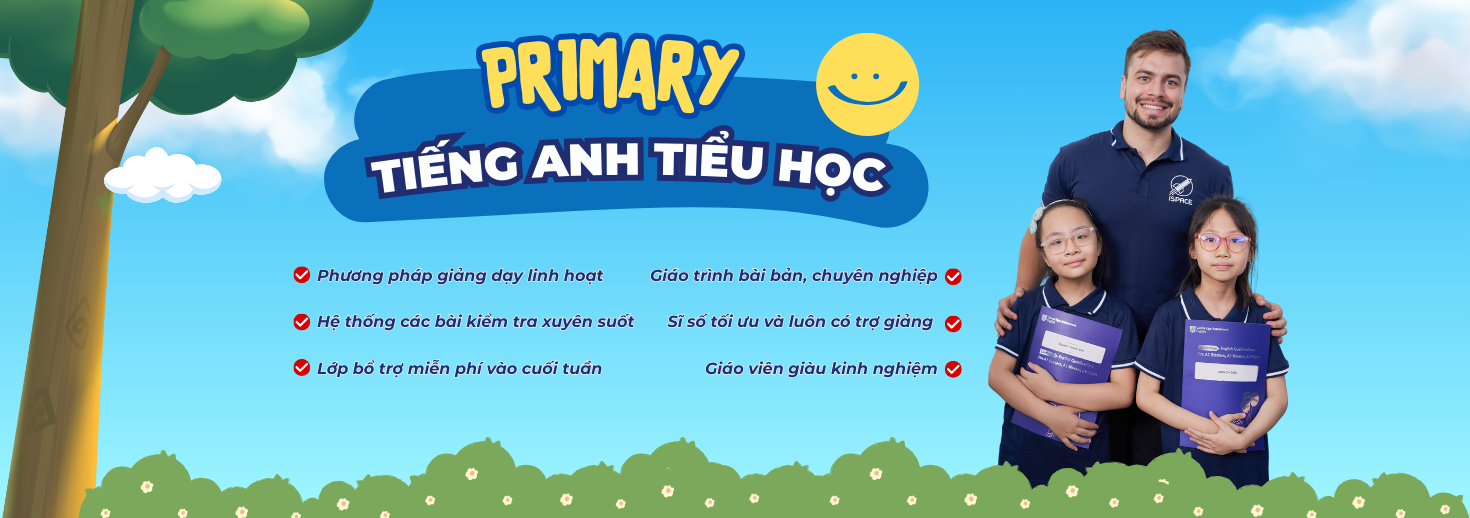 PRIMARY
TIẾNG ANH TIỂU HỌC
Phương pháp giảng dạy linh hoạt
Giáo trình bài bản, chuyên nghiệp
Hệ thống các bài kiểm tra xuyên suốt
Sĩ số tối ưu và luôn có trợ giảng
Lớp bổ trợ miễn phí vào cuối tuần
Giáo viên giàu kinh nghiệm
ISPACE